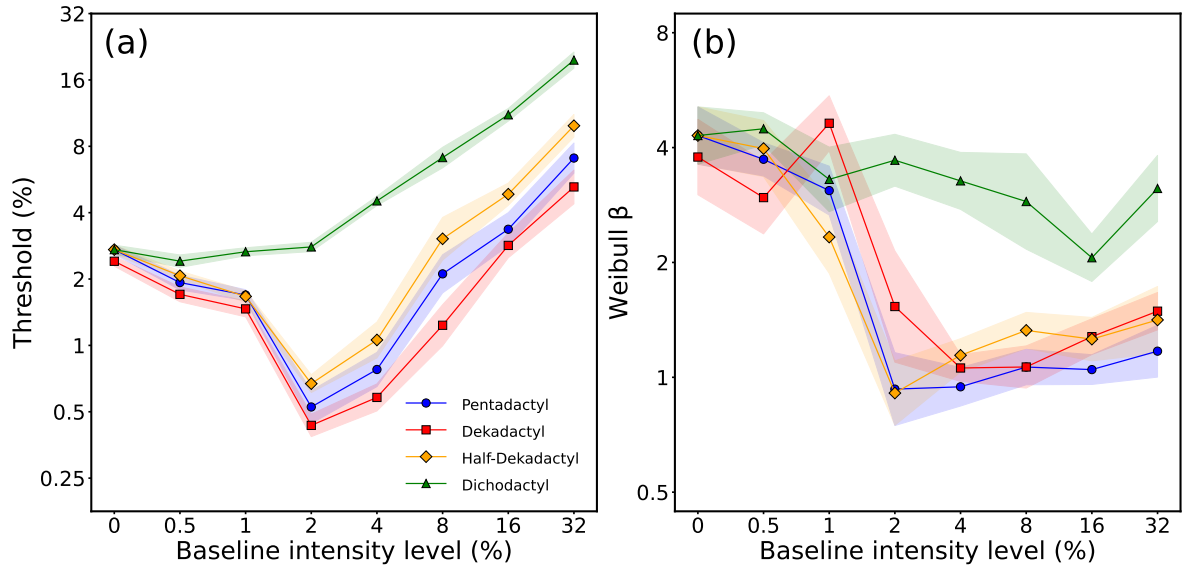 (a)
Threshold (%)
32
16
8
4
2
1
0.5
0.25
Pentadactyl
Dekadactyl
Half-Dekadactyl
Dichodactyl
0 0.5 1 2 4 8 16 32
Baseline intensity level (%)
(b)
Weibull β
8
4
2
1
0.5
0 0.5 1 2 4 8 16 32
Baseline intensity level (%)